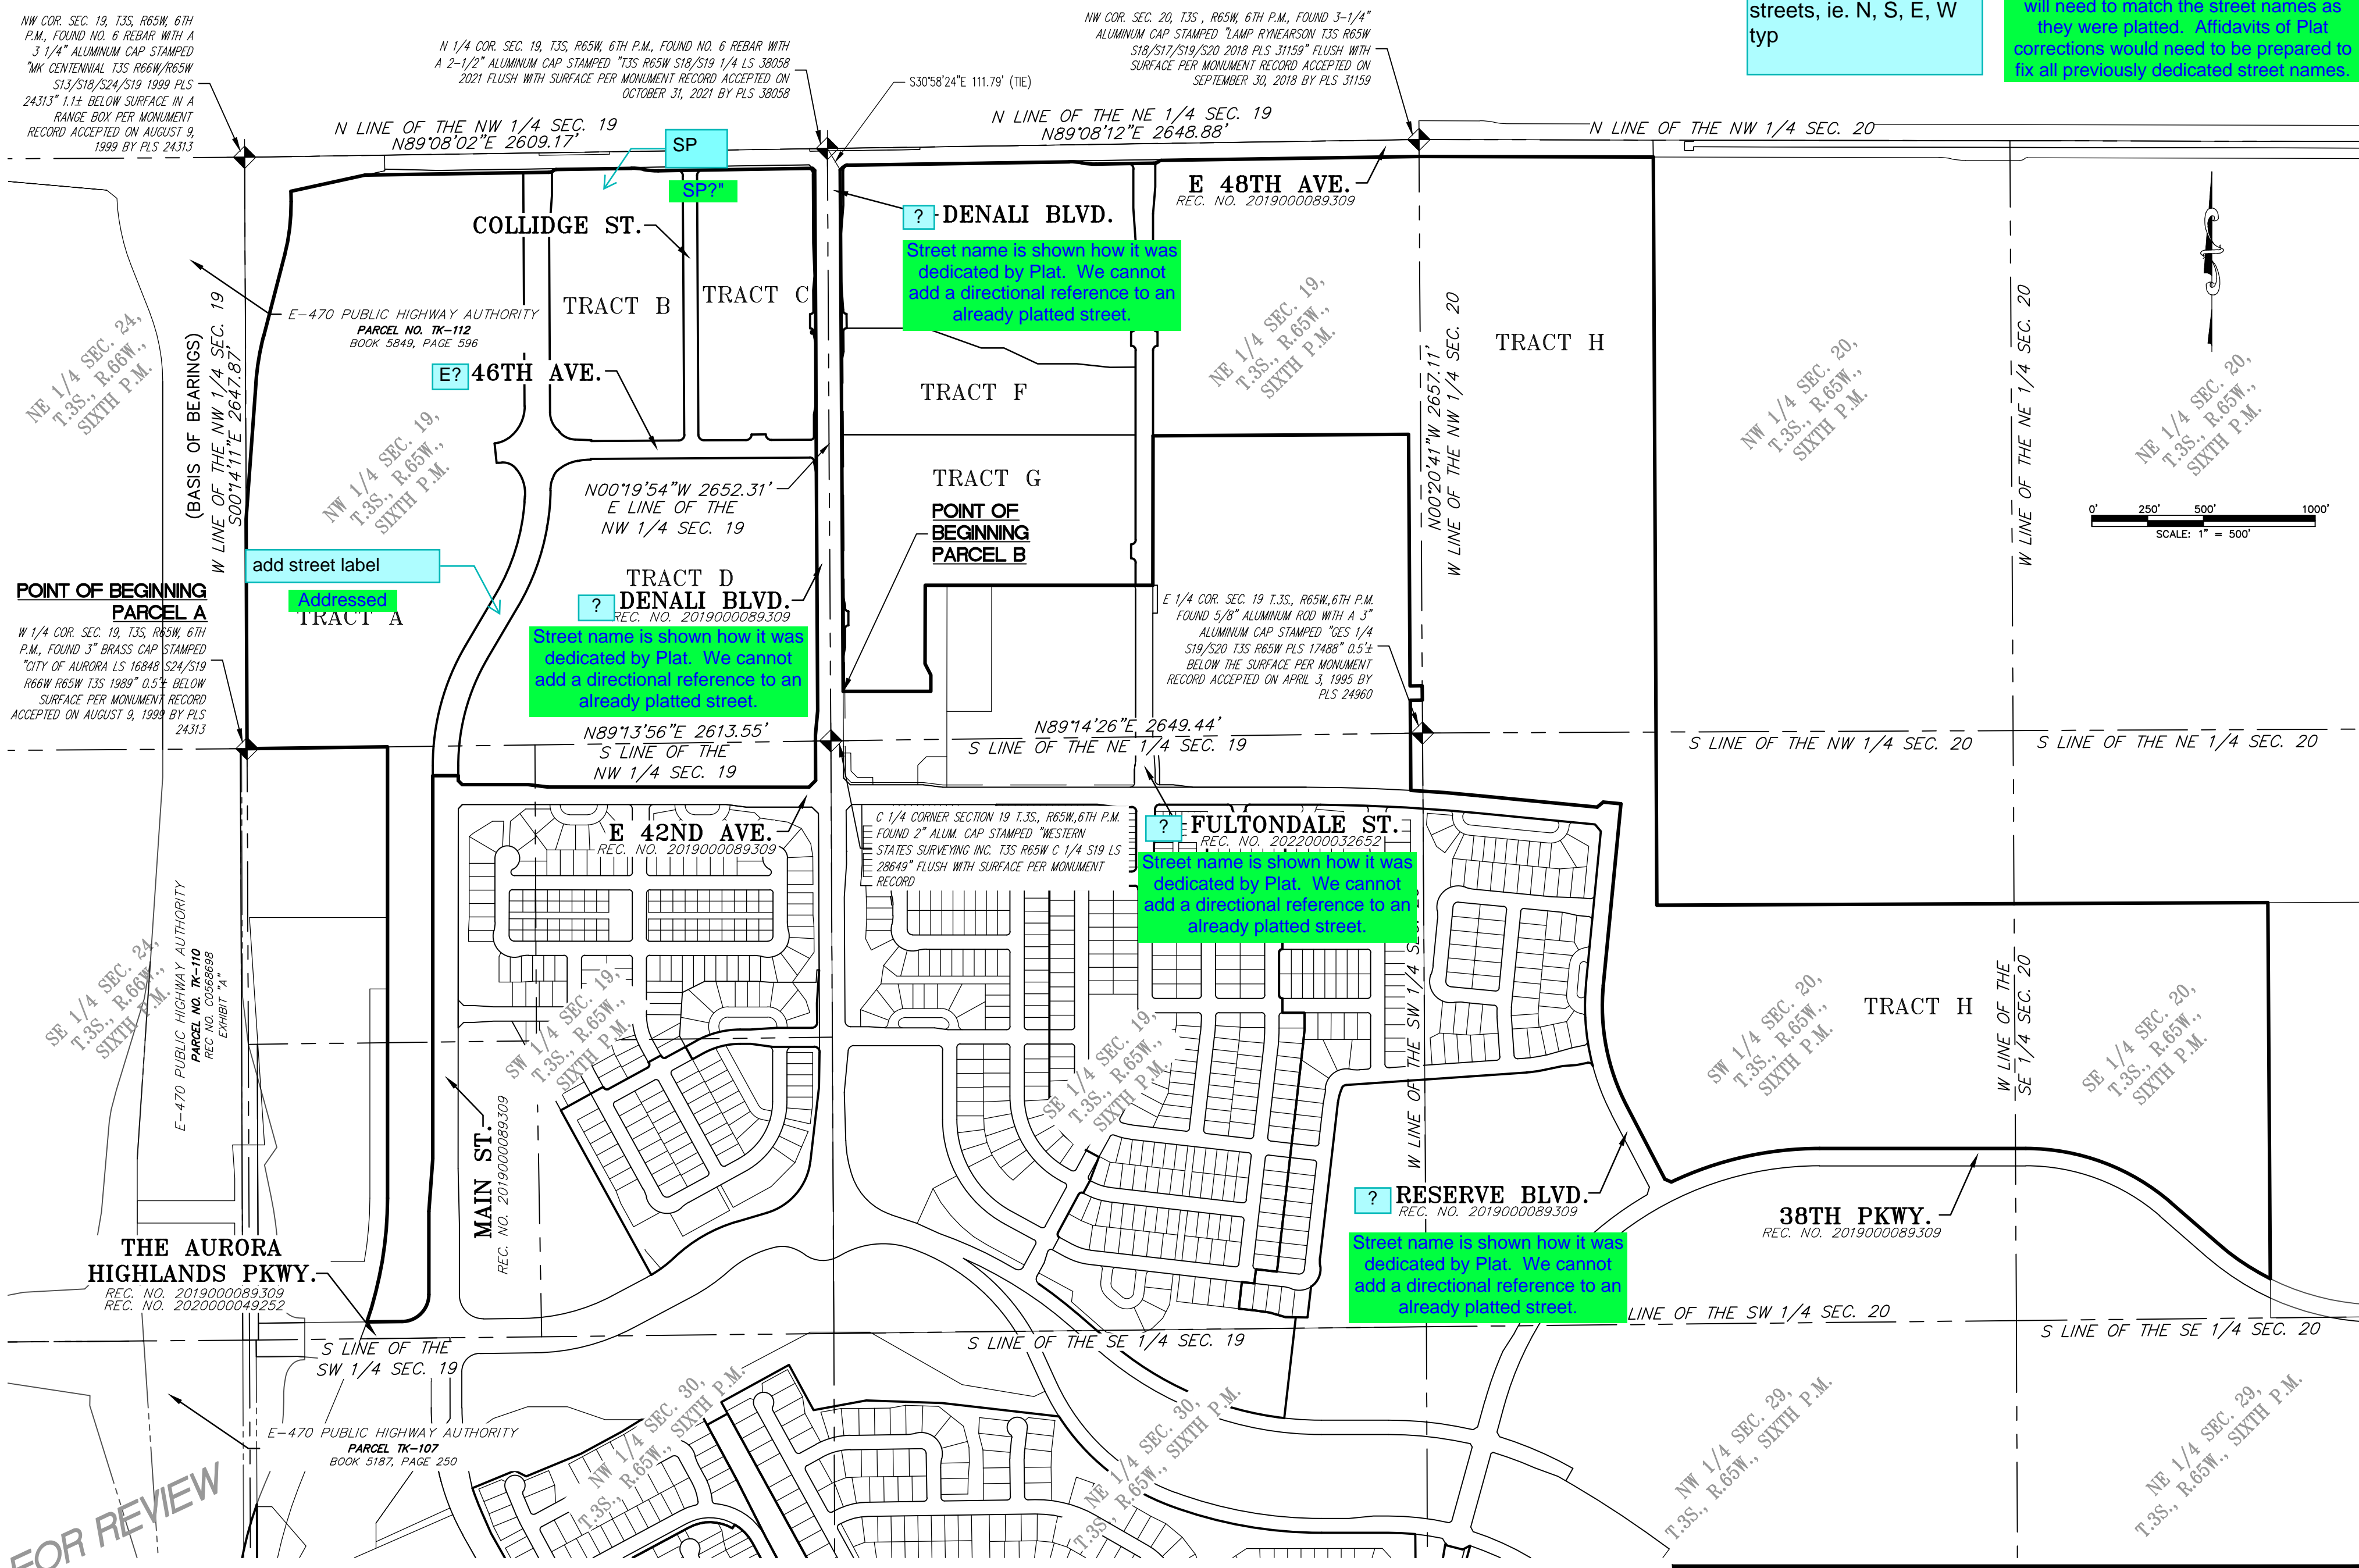 NW COR. SEC. 19, T3S, R65W, 6TH
P.M., FOUND NO. 6 REBAR WITH A
3 1/4" ALUMINUM CAP STAMPED
"MK CENTENNIAL T3S R66W/R65W
S13/S18/S24/S19 1999 PLS
24313" 1.1± BELOW SURFACE IN A
RANGE BOX PER MONUMENT
RECORD ACCEPTED ON AUGUST 9,
1999 BY PLS 24313
N 1/4 COR. SEC. 19, T3S, R65W, 6TH P.M., FOUND NO. 6 REBAR WITH
A 2-1/2" ALUMINUM CAP STAMPED "T3S R65W S18/S19 1/4 LS 38058
2021 FLUSH WITH SURFACE PER MONUMENT RECORD ACCEPTED ON
OCTOBER 31, 2021 BY PLS 38058
S30°58'24"E 111.79' (TIE)
NW COR. SEC. 20, T3S , R65W, 6TH P.M., FOUND 3-1/4"
ALUMINUM CAP STAMPED "LAMP RYNEARSON T3S R65W
S18/S17/S19/S20 2018 PLS 31159" FLUSH WITH
SURFACE PER MONUMENT RECORD ACCEPTED ON
SEPTEMBER 30, 2018 BY PLS 31159
streets, ie. N, S, E, W
typ
will need to match the street names as
they were platted. Affidavits of Plat
corrections would need to be prepared to
fix all previously dedicated street names.
N LINE OF THE NW 1/4 SEC. 19
N89°08'02"E 2609.17'
N LINE OF THE NE 1/4 SEC. 19
N89°08'12"E 2648.88'
N LINE OF THE NW 1/4 SEC. 20
SP
SP?"
COLLIDGE ST.
? DENALI BLVD.
Street name is shown how it was
dedicated by Plat. We cannot
add a directional reference to an
already platted street.
E 48TH AVE.
REC. NO. 2019000089309
TRACT B
TRACT C
E-470 PUBLIC HIGHWAY AUTHORITY
PARCEL NO. TK-112
BOOK 5849, PAGE 596
NE 1/4 SEC. 24,
T.3S., R.66W.,
SIXTH P.M.
(BASIS OF BEARINGS)
W LINE OF THE NW 1/4 SEC. 19
S00°14'11"E 2647.87'
E? 46TH AVE.
NW 1/4 SEC. 19,
T.3S., R.65W.,
SIXTH P.M.
TRACT F
NE 1/4 SEC. 19,
T.3S., R.65W.,
SIXTH P.M.
N00°20'41"W 2657.11'
W LINE OF THE NW 1/4 SEC. 20
TRACT H
NW 1/4 SEC. 20,
T.3S., R.65W.,
SIXTH P.M.
W LINE OF THE NE 1/4 SEC. 20
NE 1/4 SEC. 20,
T.3S., R.65W.,
SIXTH P.M.
0' 250' 500' 1000'
SCALE: 1" = 500'
N00°19'54"W 2652.31'
E LINE OF THE
NW 1/4 SEC. 19
TRACT G
POINT OF
BEGINNING
PARCEL B
add street label
Addressed
TRACT A
POINT OF BEGINNING
PARCEL A
W 1/4 COR. SEC. 19, T3S, R65W, 6TH
P.M., FOUND 3" BRASS CAP STAMPED
"CITY OF AURORA LS 16848 S24/S19
R66W R65W T3S 1989" 0.5'± BELOW
SURFACE PER MONUMENT RECORD
ACCEPTED ON AUGUST 9, 1999 BY PLS
24313
TRACT D
? DENALI BLVD.
REC. NO. 2019000089309
Street name is shown how it was
dedicated by Plat. We cannot
add a directional reference to an
already platted street.
E 1/4 COR. SEC. 19 T.3S., R65W.,6TH P.M.
FOUND 5/8" ALUMINUM ROD WITH A 3"
ALUMINUM CAP STAMPED "GES 1/4
S19/S20 T3S R65W PLS 17488" 0.5'±
BELOW THE SURFACE PER MONUMENT
RECORD ACCEPTED ON APRIL 3, 1995 BY
PLS 24960
N89°13'56"E 2613.55'
S LINE OF THE
NW 1/4 SEC. 19
N89°14'26"E 2649.44'
S LINE OF THE NE 1/4 SEC. 19
S LINE OF THE NW 1/4 SEC. 20
S LINE OF THE NE 1/4 SEC. 20
E 42ND AVE.
REC. NO. 2019000089309
C 1/4 CORNER SECTION 19 T.3S., R65W.,6TH P.M.
FOUND 2" ALUM. CAP STAMPED "WESTERN
STATES SURVEYING INC. T3S R65W C 1/4 S19 LS
28649" FLUSH WITH SURFACE PER MONUMENT
RECORD
? FULTONDALE ST.
REC. NO. 2022000032652
Street name is shown how it was
dedicated by Plat. We cannot
add a directional reference to an
already platted street.
SE 1/4 SEC. 24,
T.3S., R.66W.,
SIXTH P.M.
E-470 PUBLIC HIGHWAY AUTHORITY
PARCEL NO. TK-110
REC NO. C0568698
EXHIBIT "A"
SW 1/4 SEC. 19,
T.3S., R.65W.,
SIXTH P.M.
SE 1/4 SEC. 19,
T.3S., R.65W.,
SIXTH P.M.
W LINE OF THE SW 1/4
SW 1/4 SEC. 20,
T.3S., R.65W.,
SIXTH P.M.
TRACT H
W LINE OF THE
SE 1/4 SEC. 20
SE 1/4 SEC. 20,
T.3S., R.65W.,
SIXTH P.M.
MAIN ST.
REC. NO. 2019000089309
? RESERVE BLVD.
REC. NO. 2019000089309
Street name is shown how it was
dedicated by Plat. We cannot
add a directional reference to an
already platted street.
38TH PKWY.
REC. NO. 2019000089309
THE AURORA
HIGHLANDS PKWY.
REC. NO. 2019000089309
REC. NO. 2020000049252
S LINE OF THE
SW 1/4 SEC. 19
S LINE OF THE SE 1/4 SEC. 19
LINE OF THE SW 1/4 SEC. 20
S LINE OF THE SE 1/4 SEC. 20
E-470 PUBLIC HIGHWAY AUTHORITY
PARCEL TK-107
BOOK 5187, PAGE 250
NW 1/4 SEC. 30,
T.3S., R.65W., SIXTH P.M.
NE 1/4 SEC. 30,
T.3S., R.65W., SIXTH P.M.
NW 1/4 SEC. 29,
T.3S., R.65W., SIXTH P.M.
NE 1/4 SEC. 29,
T.3S., R.65W., SIXTH P.M.
FOR REVIEW